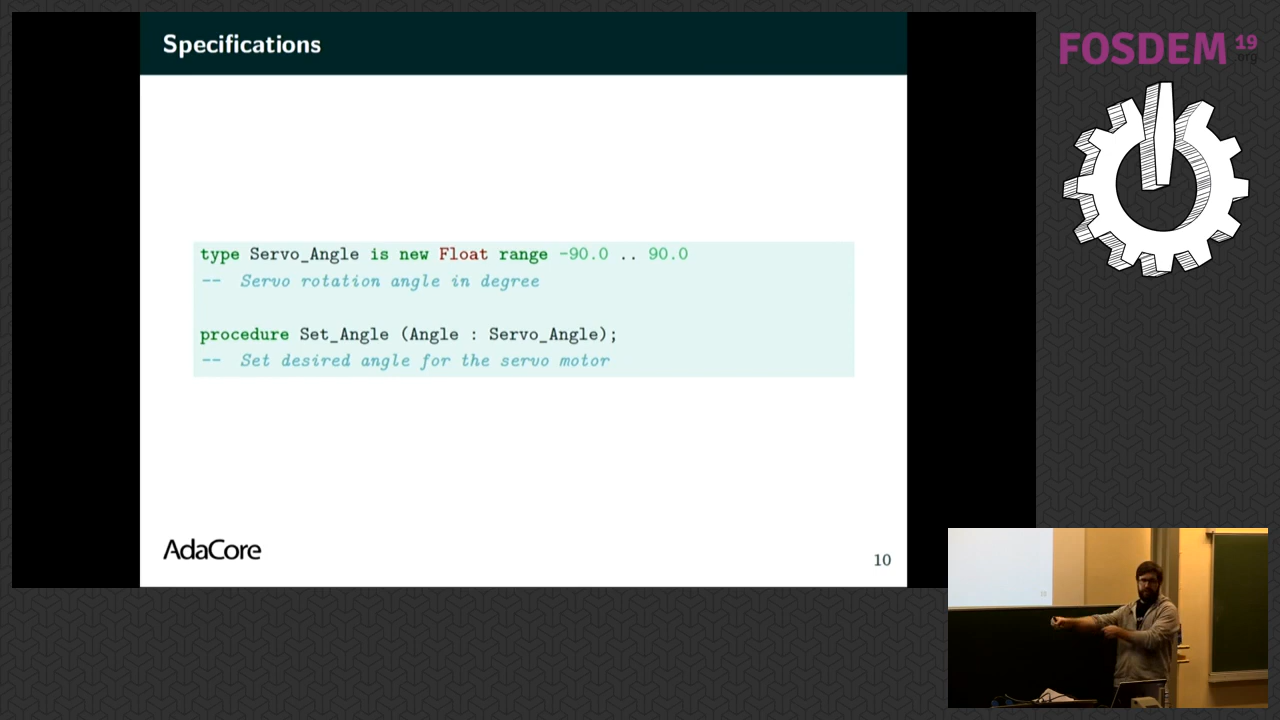 Specifications
FOSDEM 19
.org
type Servo_Angle is new Float range -90.0 .. 90.0
-- Servo rotation angle in degree
procedure Set_Angle (Angle : Servo_Angle);
-- Set desired angle for the servo motor
AdaCore
10